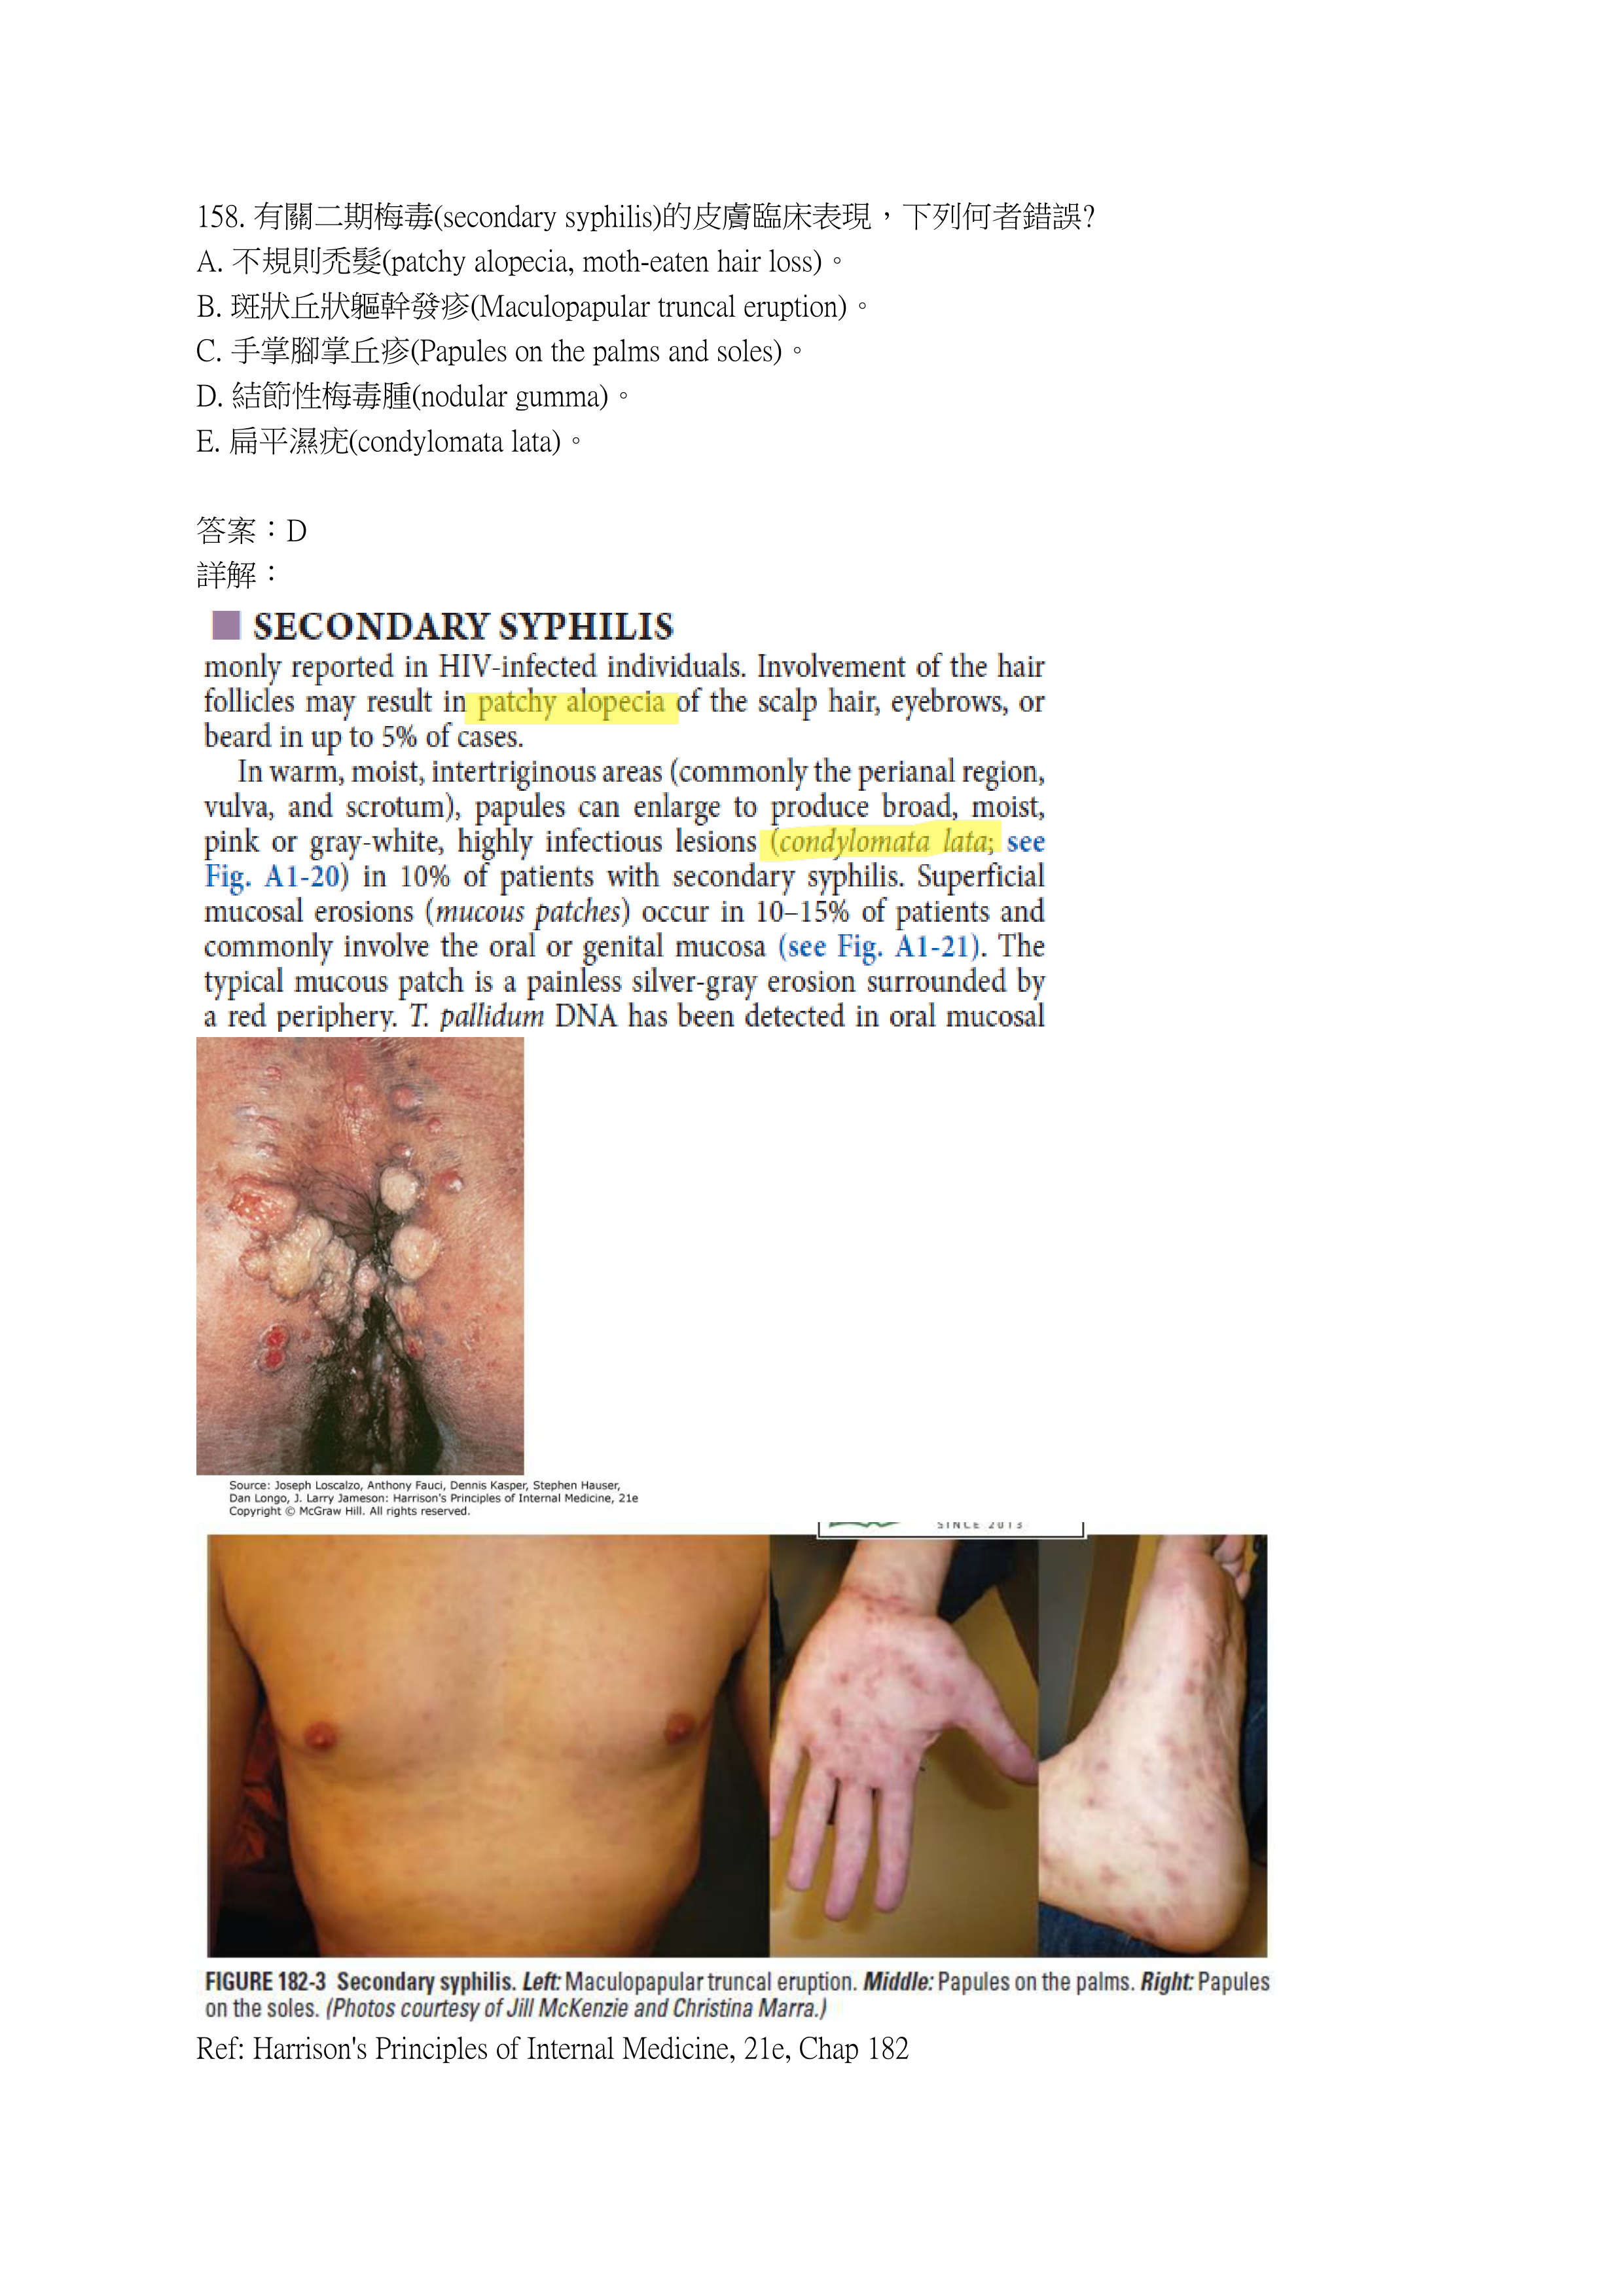 158. 有關二期梅毒(secondary syphilis)的皮膚臨床表現，下列何者錯誤?
A. 不規則禿髮(patchy alopecia, moth-eaten hair loss)。
B. 斑狀丘狀軀幹發疹(Maculopapular truncal eruption)。
C. 手掌腳掌丘疹(Papules on the palms and soles)。
D. 結節性梅毒腫(nodular gumma)。
E. 扁平濕疣(condylomata lata)。
答案：D
詳解：
SECONDARY SYPHILIS
monly reported in HIV-infected individuals. Involvement of the hair
follicles may result in patchy alopecia of the scalp hair, eyebrows, or
beard in up to 5% of cases.
In warm, moist, intertriginous areas (commonly the perianal region,
vulva, and scrotum), papules can enlarge to produce broad, moist,
pink or gray-white, highly infectious lesions (condylomata lata; see
Fig. A1-20) in 10% of patients with secondary syphilis. Superficial
mucosal erosions (mucous patches) occur in 10–15% of patients and
commonly involve the oral or genital mucosa (see Fig. A1-21). The
typical mucous patch is a painless silver-gray erosion surrounded by
a red periphery. T. pallidum DNA has been detected in oral mucosal
Source: Joseph Loscalzo, Anthony Fauci, Dennis Kasper, Stephen Hauser,
Dan Longo, J. Larry Jameson: Harrison's Principles of Internal Medicine, 21e
Copyright © McGraw Hill. All rights reserved.
SINCE 2013
FIGURE 182-3 Secondary syphilis. Left: Maculopapular truncal eruption. Middle: Papules on the palms. Right: Papules
on the soles. (Photos courtesy of Jill McKenzie and Christina Marra.)
Ref: Harrison's Principles of Internal Medicine, 21e, Chap 182